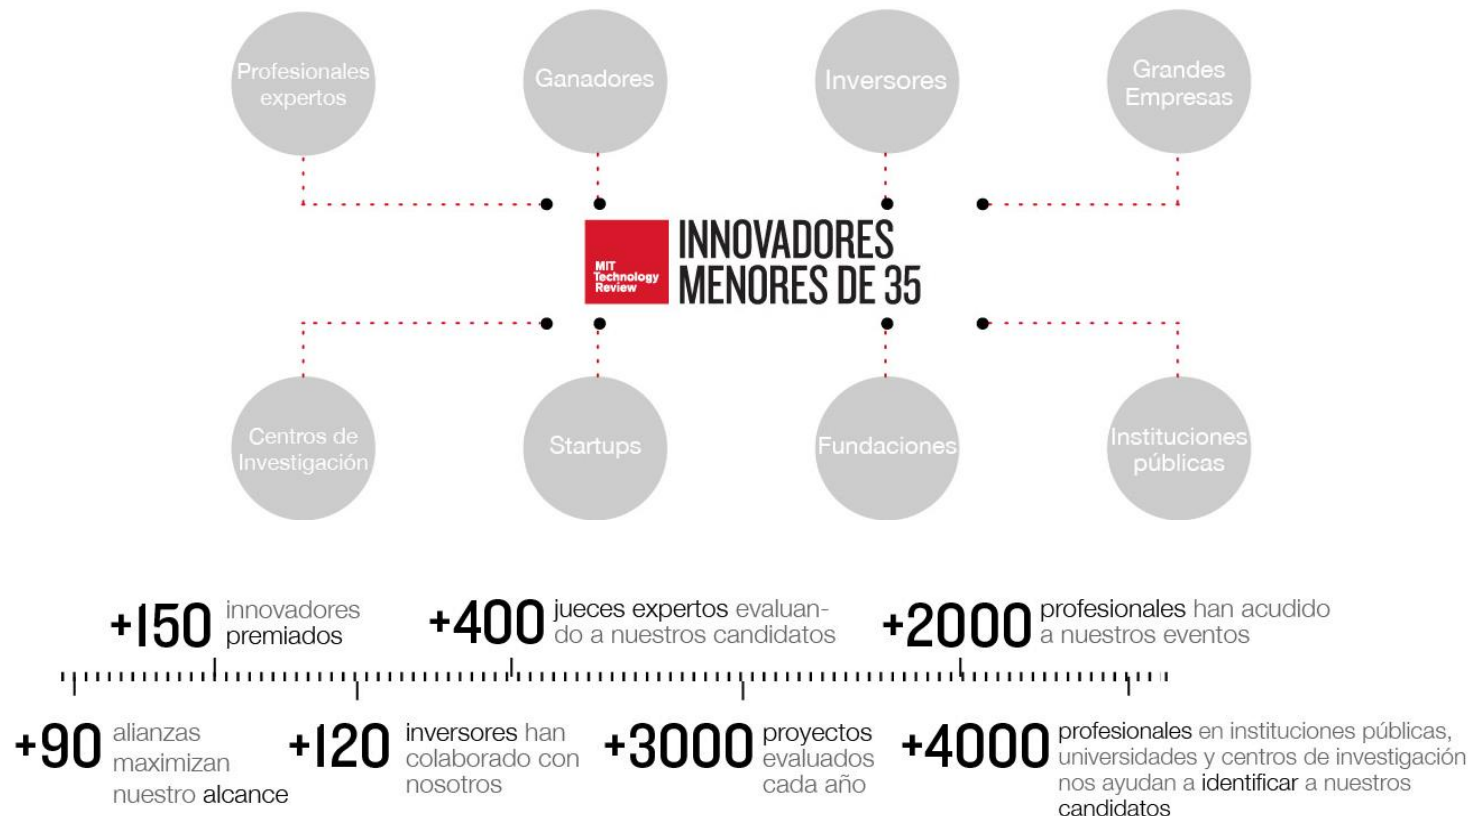 Profesionales
expertos
Ganadores
Inversores
Grandes
Empresas
MIT
Technology
Review
INNOVADORES
MENORES DE 35
Centros de
Investigación
Startups
Fundaciones
Instituciones
públicas
+150
innovadores
premiados
+400
jueces expertos evaluan-
do a nuestros candidatos
+2000
profesionales han acudido
a nuestros eventos
+90
alianzas
maximizan
nuestro alcance
+120
inversores han
colaborado con
nosotros
+3000
proyectos
evaluados
cada año
+4000
profesionales en instituciones públicas,
universidades y centros de investigación
nos ayudan a identificar a nuestros
candidatos